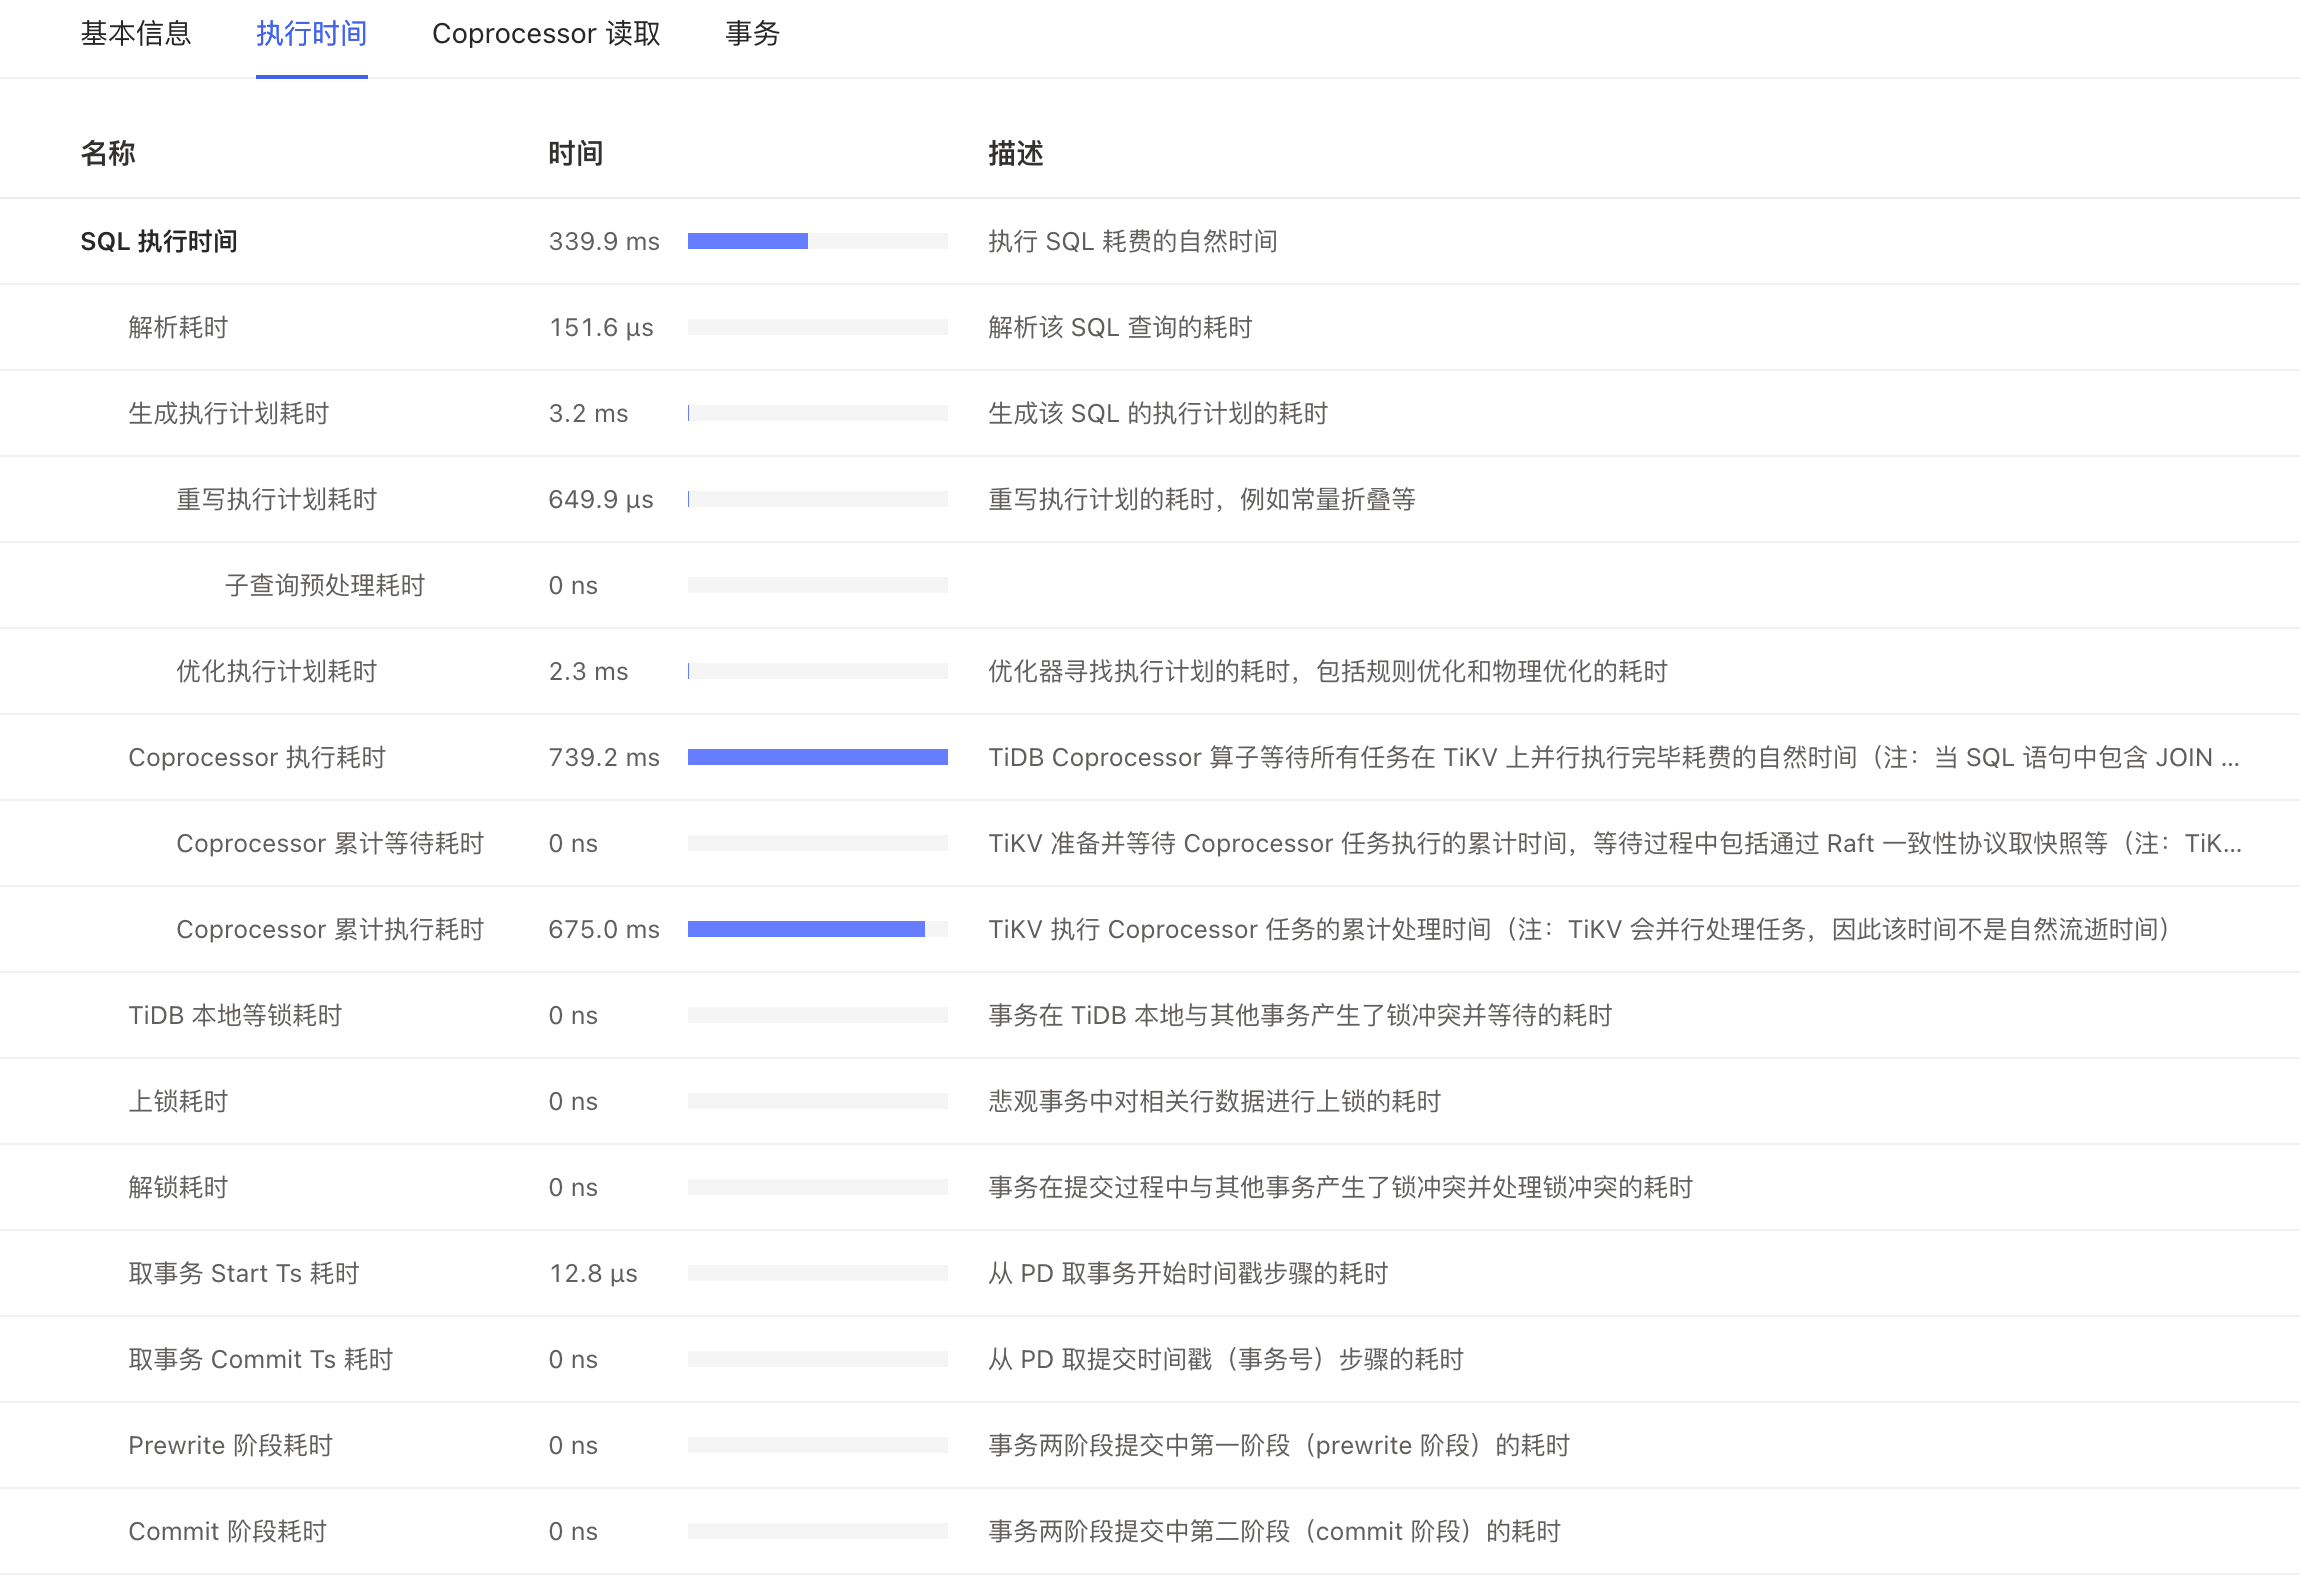 基本信息 执行时间 Coprocessor 读取 事务
名称 时间 描述
SQL 执行时间 339.9 ms 执行 SQL 耗费的自然时间
解析耗时 151.6 μs 解析该 SQL 查询的耗时
生成执行计划耗时 3.2 ms 生成该 SQL 的执行计划的耗时
重写执行计划耗时 649.9 μs 重写执行计划的耗时，例如常量折叠等
子查询预处理耗时 0 ns
优化执行计划耗时 2.3 ms 优化器寻找执行计划的耗时，包括规则优化和物理优化的耗时
Coprocessor 执行耗时 739.2 ms TiDB Coprocessor 算子等待所有任务在 TiKV 上并行执行完毕耗费的自然时间（注：当 SQL 语句中包含 JOIN ...
Coprocessor 累计等待耗时 0 ns TiKV 准备并等待 Coprocessor 任务执行的累计时间，等待过程中包括通过 Raft 一致性协议取快照等（注：TiK...
Coprocessor 累计执行耗时 675.0 ms TiKV 执行 Coprocessor 任务的累计处理时间（注：TiKV 会并行处理任务，因此该时间不是自然流逝时间）
TiDB 本地等锁耗时 0 ns 事务在 TiDB 本地与其他事务产生了锁冲突并等待的耗时
上锁耗时 0 ns 悲观事务中对相关行数据进行上锁的耗时
解锁耗时 0 ns 事务在提交过程中与其他事务产生了锁冲突并处理锁冲突的耗时
取事务 Start Ts 耗时 12.8 μs 从 PD 取事务开始时间戳步骤的耗时
取事务 Commit Ts 耗时 0 ns 从 PD 取提交时间戳（事务号）步骤的耗时
Prewrite 阶段耗时 0 ns 事务两阶段提交中第一阶段（prewrite 阶段）的耗时
Commit 阶段耗时 0 ns 事务两阶段提交中第二阶段（commit 阶段）的耗时